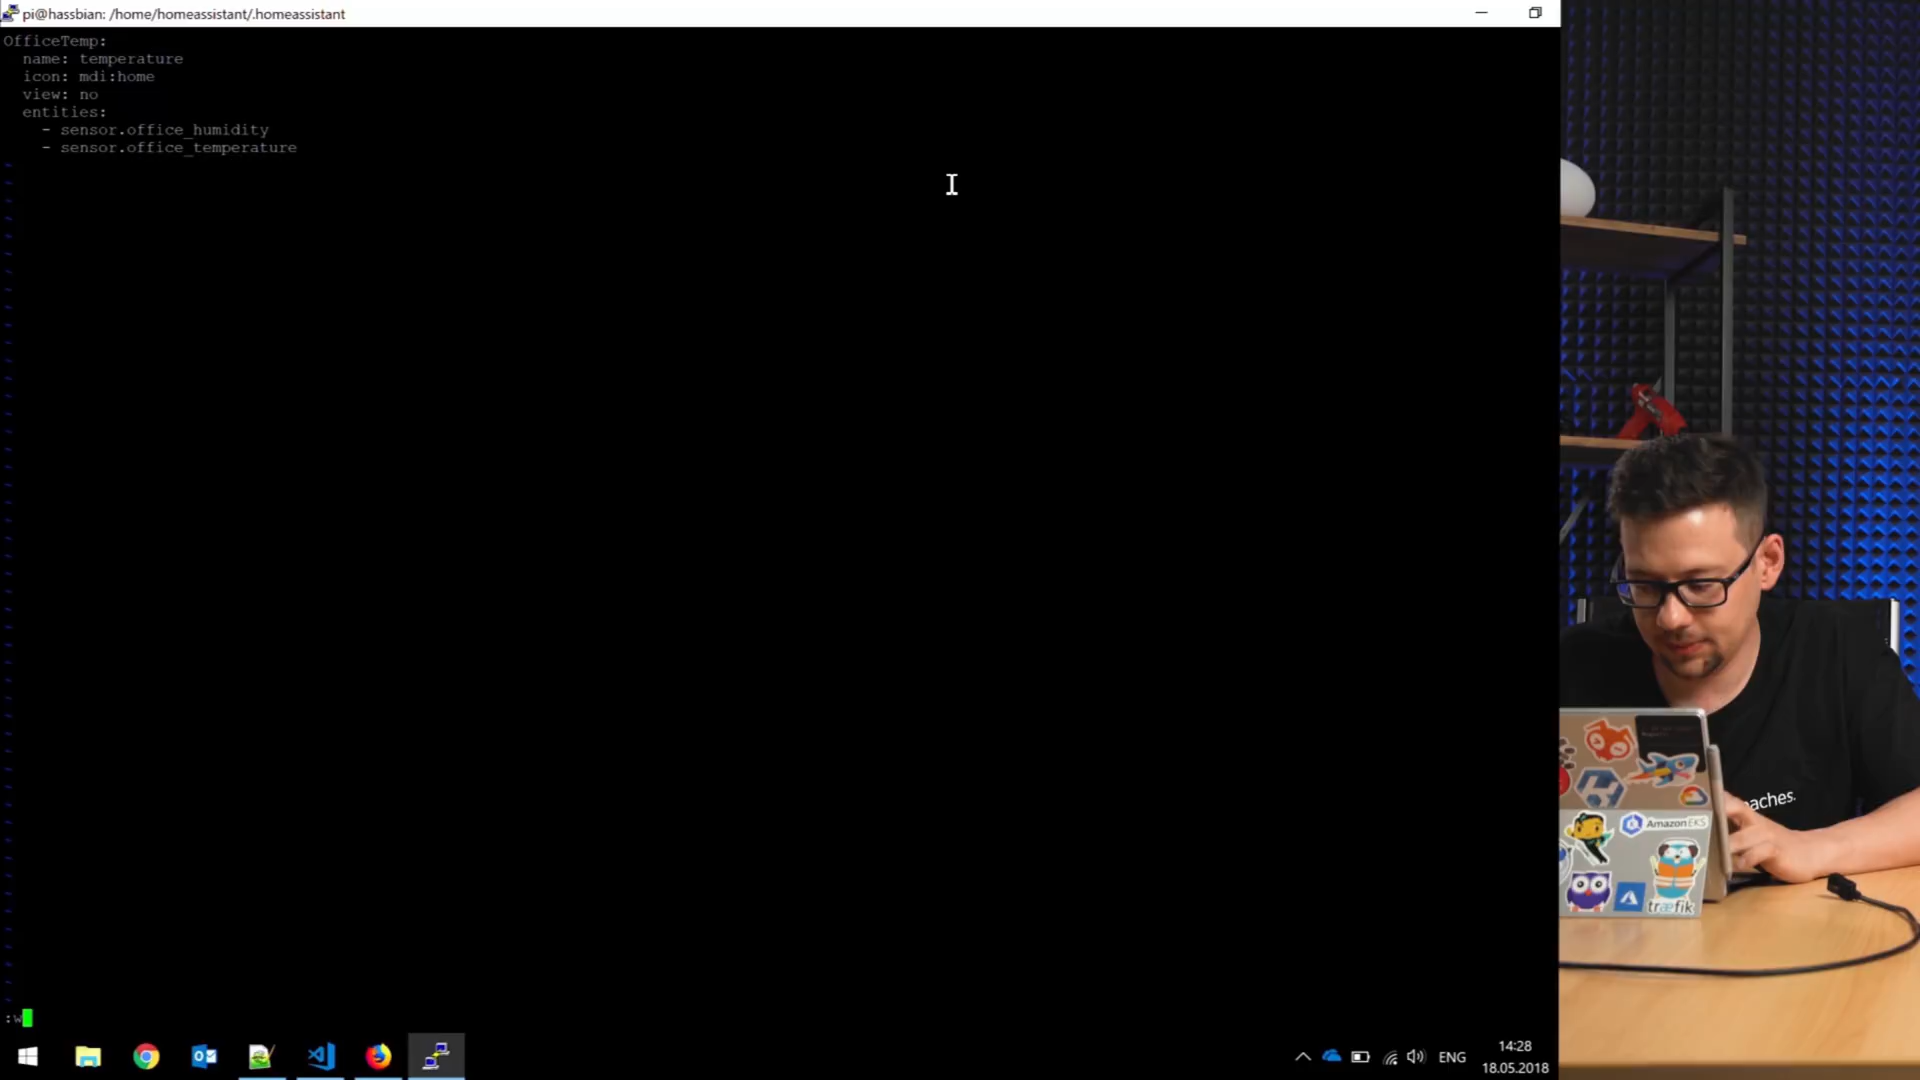 pi@hassbian: /home/homeassistant/.homeassistant
OfficeTemp:
name: temperature
icon: mdi:home
view: no
entities:
- sensor.office_humidity
- sensor.office_temperature
:w
ENG
14:28
18.05.2018
aches.
Amazon EKS
træfik